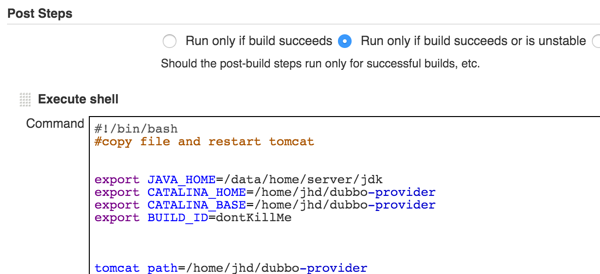 Post Steps
Run only if build succeeds Run only if build succeeds or is unstable
Should the post-build steps run only for successful builds, etc.
Execute shell
Command
#!/bin/bash
#copy file and restart tomcat
export JAVA_HOME=/data/home/server/jdk
export CATALINA_HOME=/home/jhd/dubbo-provider
export CATALINA_BASE=/home/jhd/dubbo-provider
export BUILD_ID=dontKillMe
tomcat_path=/home/jhd/dubbo-provider